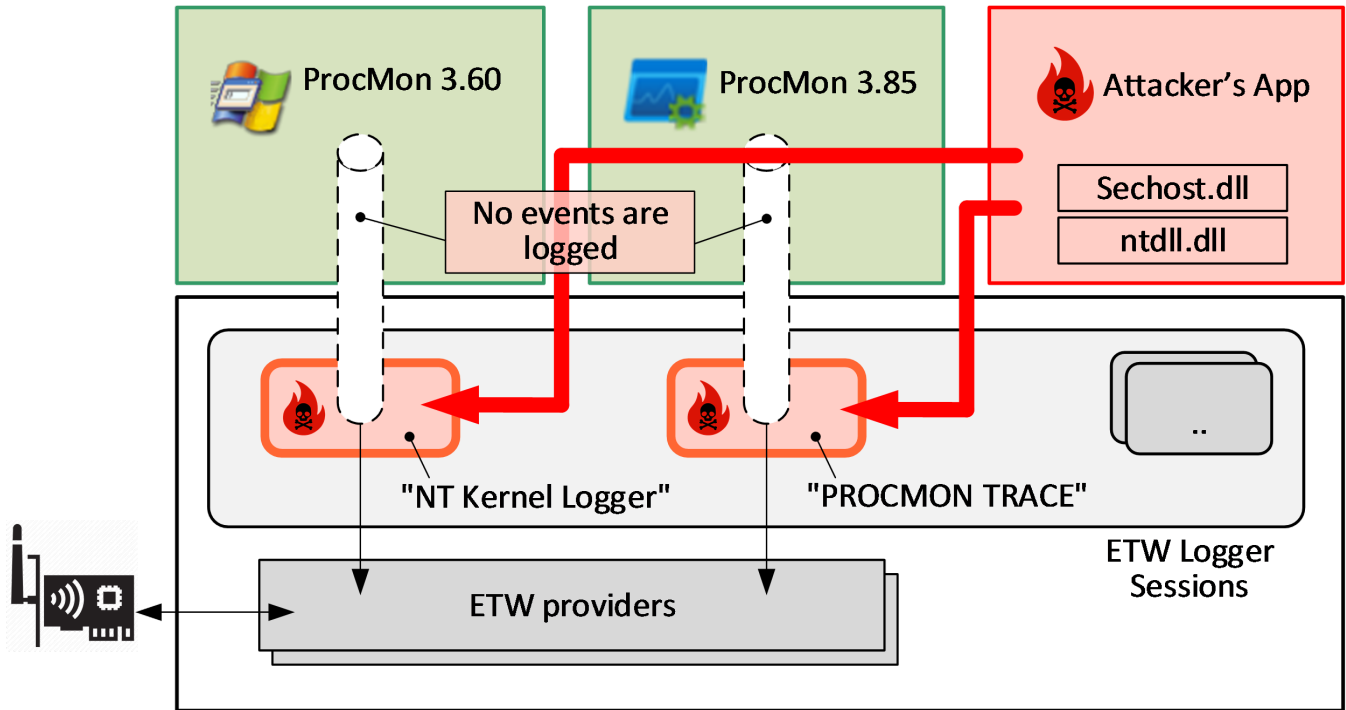 ProcMon 3.60
ProcMon 3.85
Attacker's App
Sechost.dll
ntdll.dll
No events are
logged
"NT Kernel Logger"
"PROCMON TRACE"
..
ETW Logger
Sessions
ETW providers